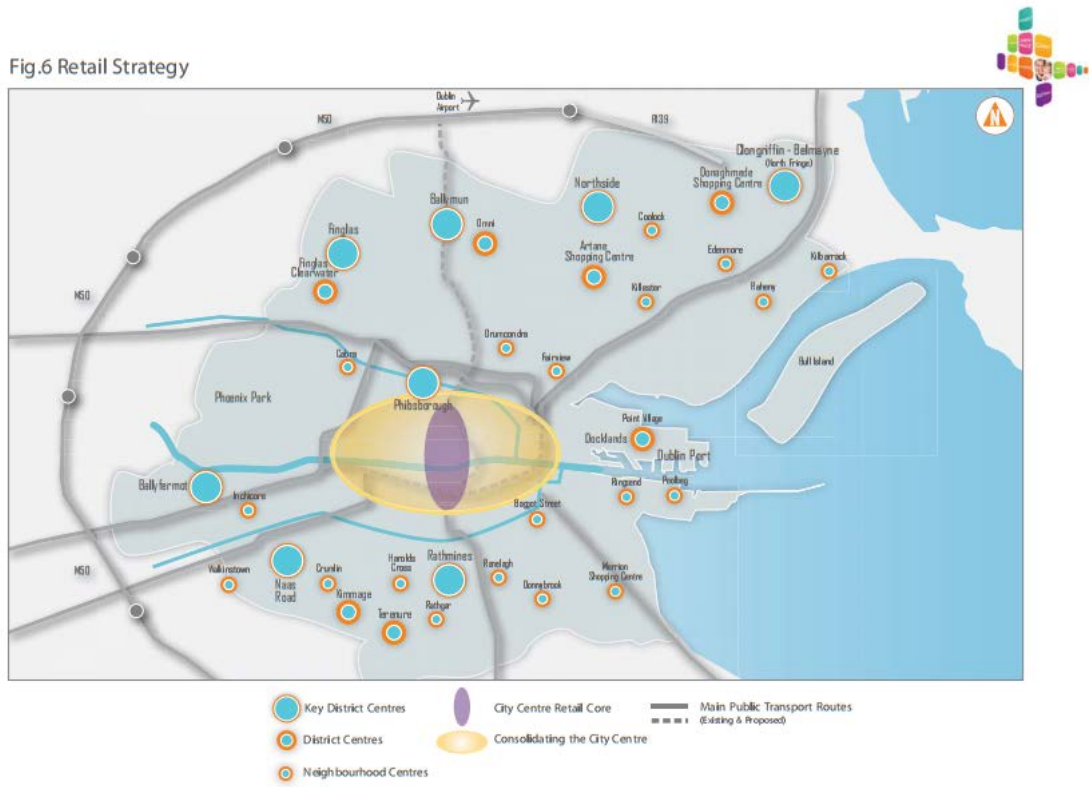 Fig.6 Retail Strategy
Dublin
Airport
M50
R139
Clongriffin - Belmayne
(North Fringe)
Donaghmede
Shopping Centre
Northside
Ballymun
Coolock
Omni
Finglas
Artane
Shopping Centre
Edenmore
Kilbarrack
Finglas
Clearwater
Killester
Raheny
M50
Drumcondra
Cabra
Fairview
Bull Island
Phoenix Park
Phibsborough
Point Village
Docklands
Dublin Port
Ballyfermot
Inchicore
Ringsend
Poolbeg
Baggot Street
M50
Walkinstown
Naas
Road
Crumlin
Harolds
Cross
Rathmines
Ranelagh
Merrion
Shopping Centre
Kimmage
Donnybrook
Terenure
Rathgar
Key District Centres
City Centre Retail Core
Main Public Transport Routes
(Existing & Proposed)
District Centres
Consolidating the City Centre
Neighbourhood Centres
N